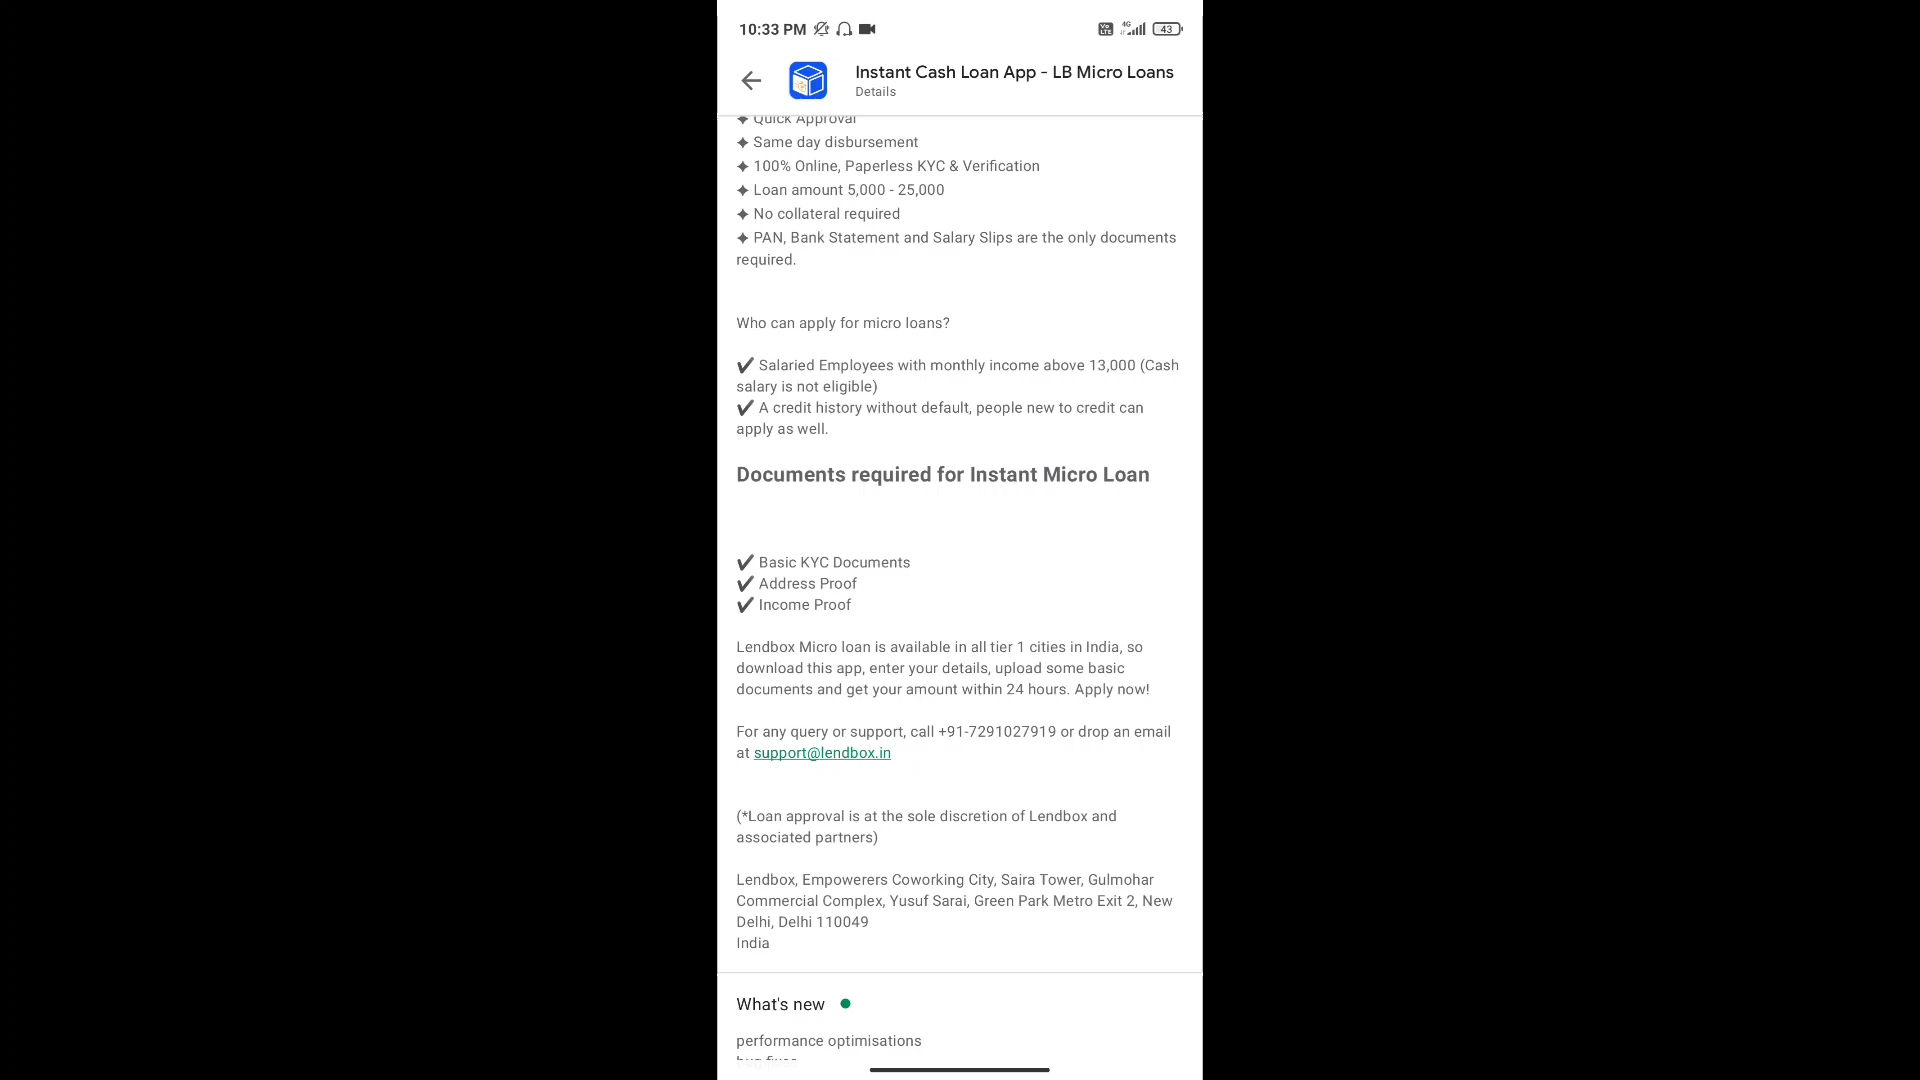 10:33 PM
4G
43
Instant Cash Loan App - LB Micro Loans
Details
✦ Quick Approval
✦ Same day disbursement
✦ 100% Online, Paperless KYC & Verification
✦ Loan amount 5,000 - 25,000
✦ No collateral required
✦ PAN, Bank Statement and Salary Slips are the only documents
required.
Who can apply for micro loans?
✔ Salaried Employees with monthly income above 13,000 (Cash
salary is not eligible)
✔ A credit history without default, people new to credit can
apply as well.
Documents required for Instant Micro Loan
✔ Basic KYC Documents
✔ Address Proof
✔ Income Proof
Lendbox Micro loan is available in all tier 1 cities in India, so
download this app, enter your details, upload some basic
documents and get your amount within 24 hours. Apply now!
For any query or support, call +91-7291027919 or drop an email
at support@lendbox.in
(*Loan approval is at the sole discretion of Lendbox and
associated partners)
Lendbox, Empowerers Coworking City, Saira Tower, Gulmohar
Commercial Complex, Yusuf Sarai, Green Park Metro Exit 2, New
Delhi, Delhi 110049
India
What's new
performance optimisations
bug fixes